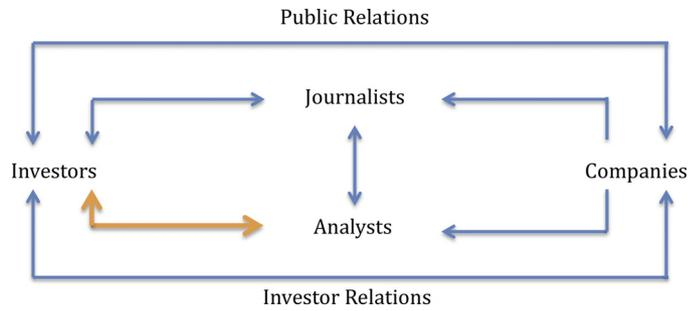 Public Relations
Journalists
Investors
Companies
Analysts
Investor Relations